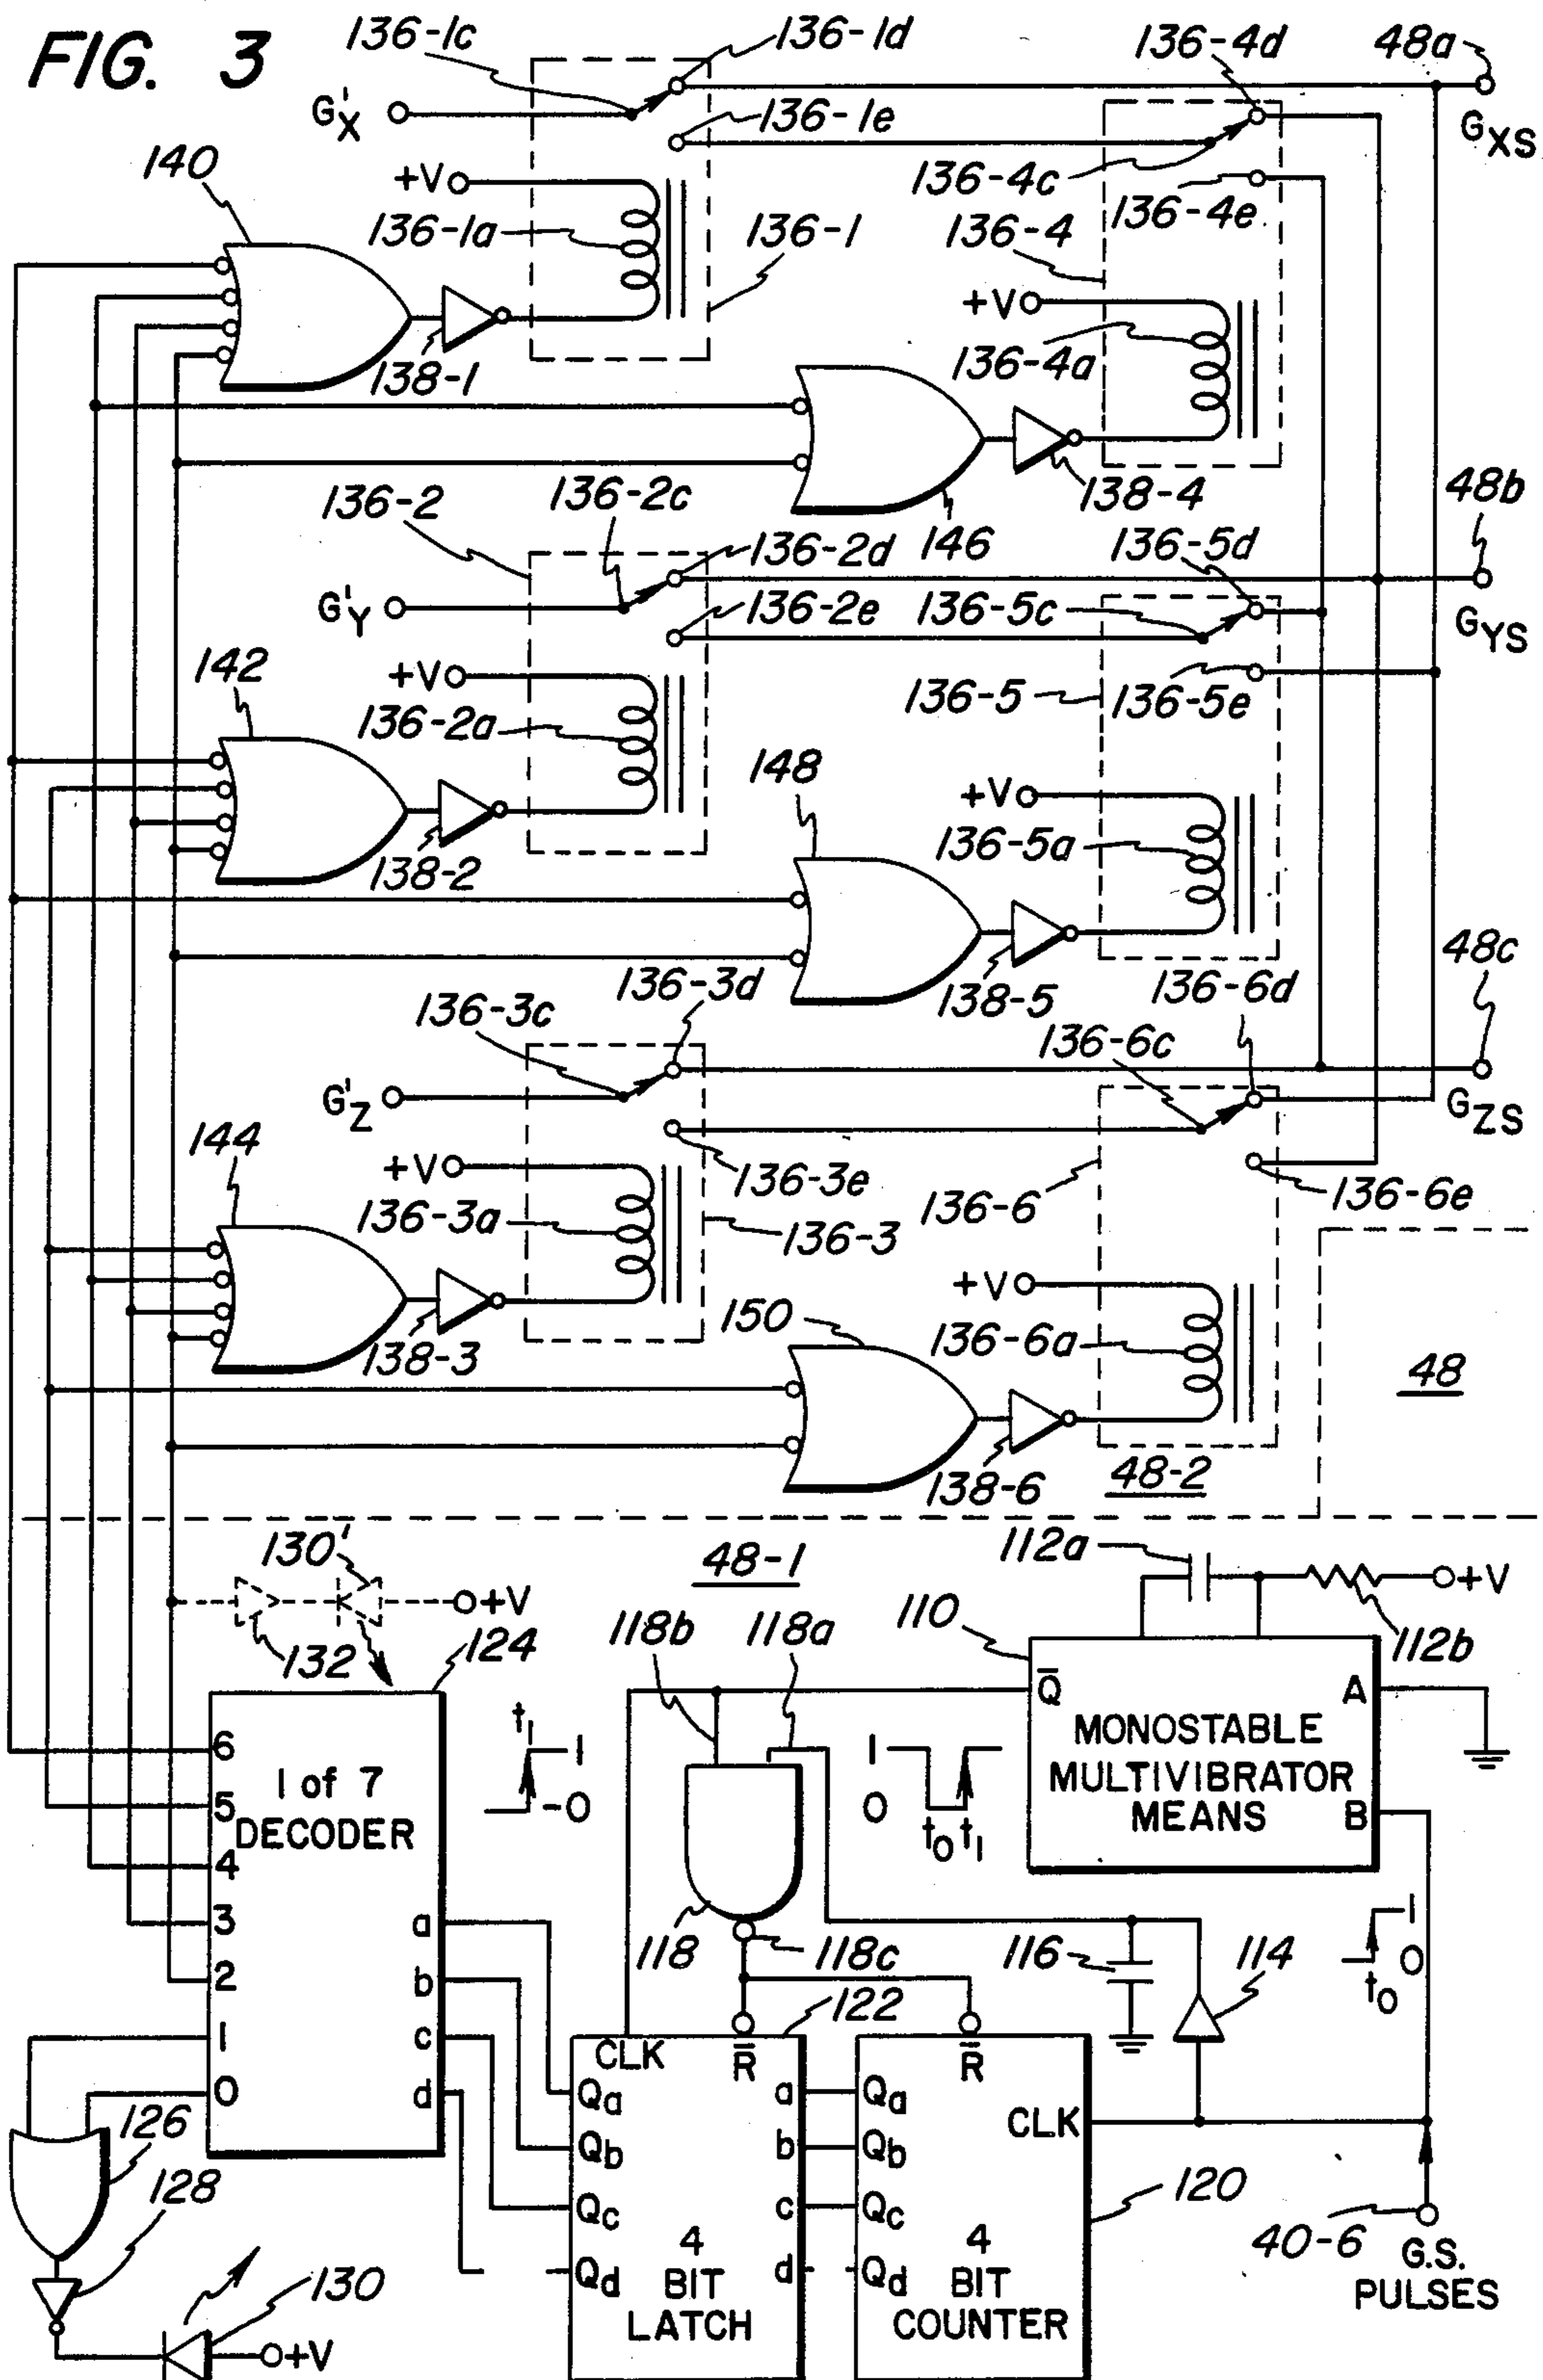 FIG. 3
136-1c
136-1d
136-4d
48a
G'X
136-1e
GXS
140
+V
136-4c
136-4e
136-1a
136-1
136-4
+V
138-1
136-4a
136-2
136-2c
138-4
48b
136-2d
146
136-5d
G'Y
136-2e
136-5c
GYS
142
+V
136-5
136-5e
136-2a
148
+V
138-2
136-5a
48c
136-3c
136-3d
138-5
136-6d
136-6c
G'Z
GZS
144
+V
136-3e
136-6
136-6e
136-3a
136-3
+V
150
138-3
136-6a
48
138-6
48-2
130'
48-1
112a
+V
+V
132
124
118b
118a
110
112b
t1
Q̅
A
6
1
1
MONOSTABLE
1 of 7
MULTIVIBRATOR
5
0
0
MEANS
B
DECODER
t0 t1
4
3
a
118
118c
116
114
1
0
t0
2
b
122
1
c
CLK
R̅
R̅
0
d
Qa
a
Qa
CLK
126
Qb
b
Qb
128
Qc
c
Qc
120
4
4
40-6
G.S.
130
Qd
BIT
d
Qd
BIT
PULSES
LATCH
COUNTER
+V